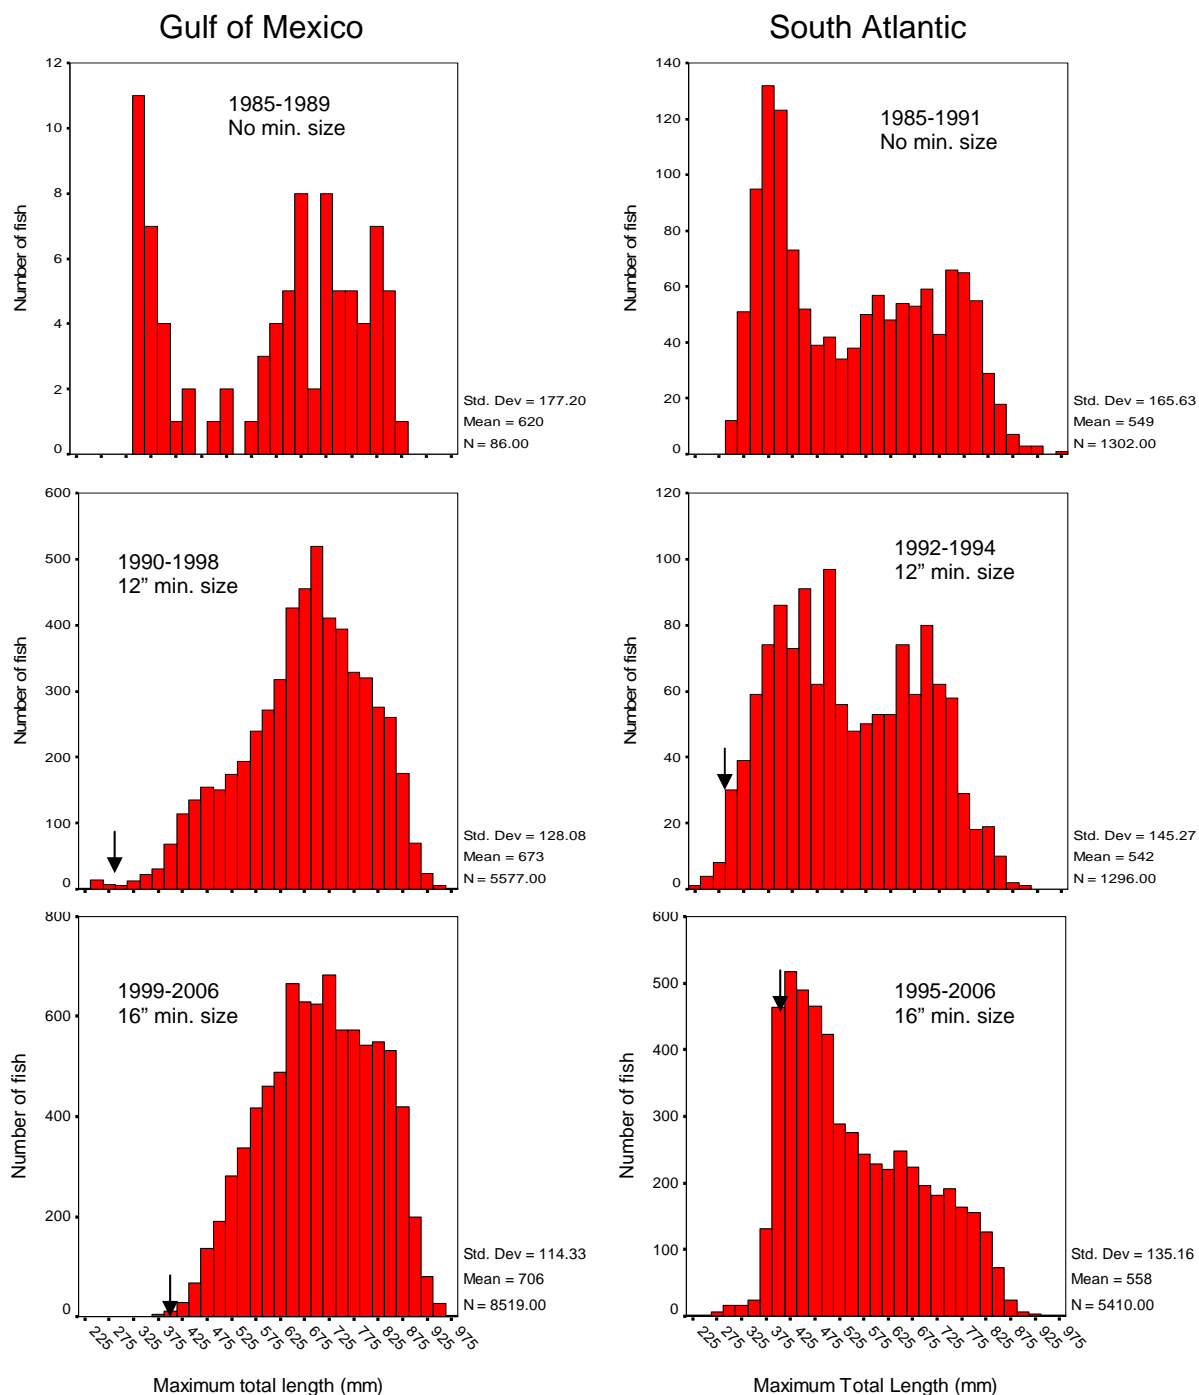 Gulf of Mexico
South Atlantic
12
10
8
6
4
2
0
Number of fish
1985-1989
No min. size
Std. Dev = 177.20
Mean = 620
N = 86.00
140
120
100
80
60
40
20
0
Number of fish
1985-1991
No min. size
Std. Dev = 165.63
Mean = 549
N = 1302.00
600
500
400
300
200
100
0
Number of fish
1990-1998
12” min. size
Std. Dev = 128.08
Mean = 673
N = 5577.00
120
100
80
60
40
20
0
Number of fish
1992-1994
12” min. size
Std. Dev = 145.27
Mean = 542
N = 1296.00
800
600
400
200
0
Number of fish
1999-2006
16” min. size
Std. Dev = 114.33
Mean = 706
N = 8519.00
225 275 325 375 425 475 525 575 625 675 725 775 825 875 925 975
Maximum total length (mm)
600
500
400
300
200
100
0
Number of fish
1995-2006
16” min. size
Std. Dev = 135.16
Mean = 558
N = 5410.00
225 275 325 375 425 475 525 575 625 675 725 775 825 875 925 975
Maximum Total Length (mm)